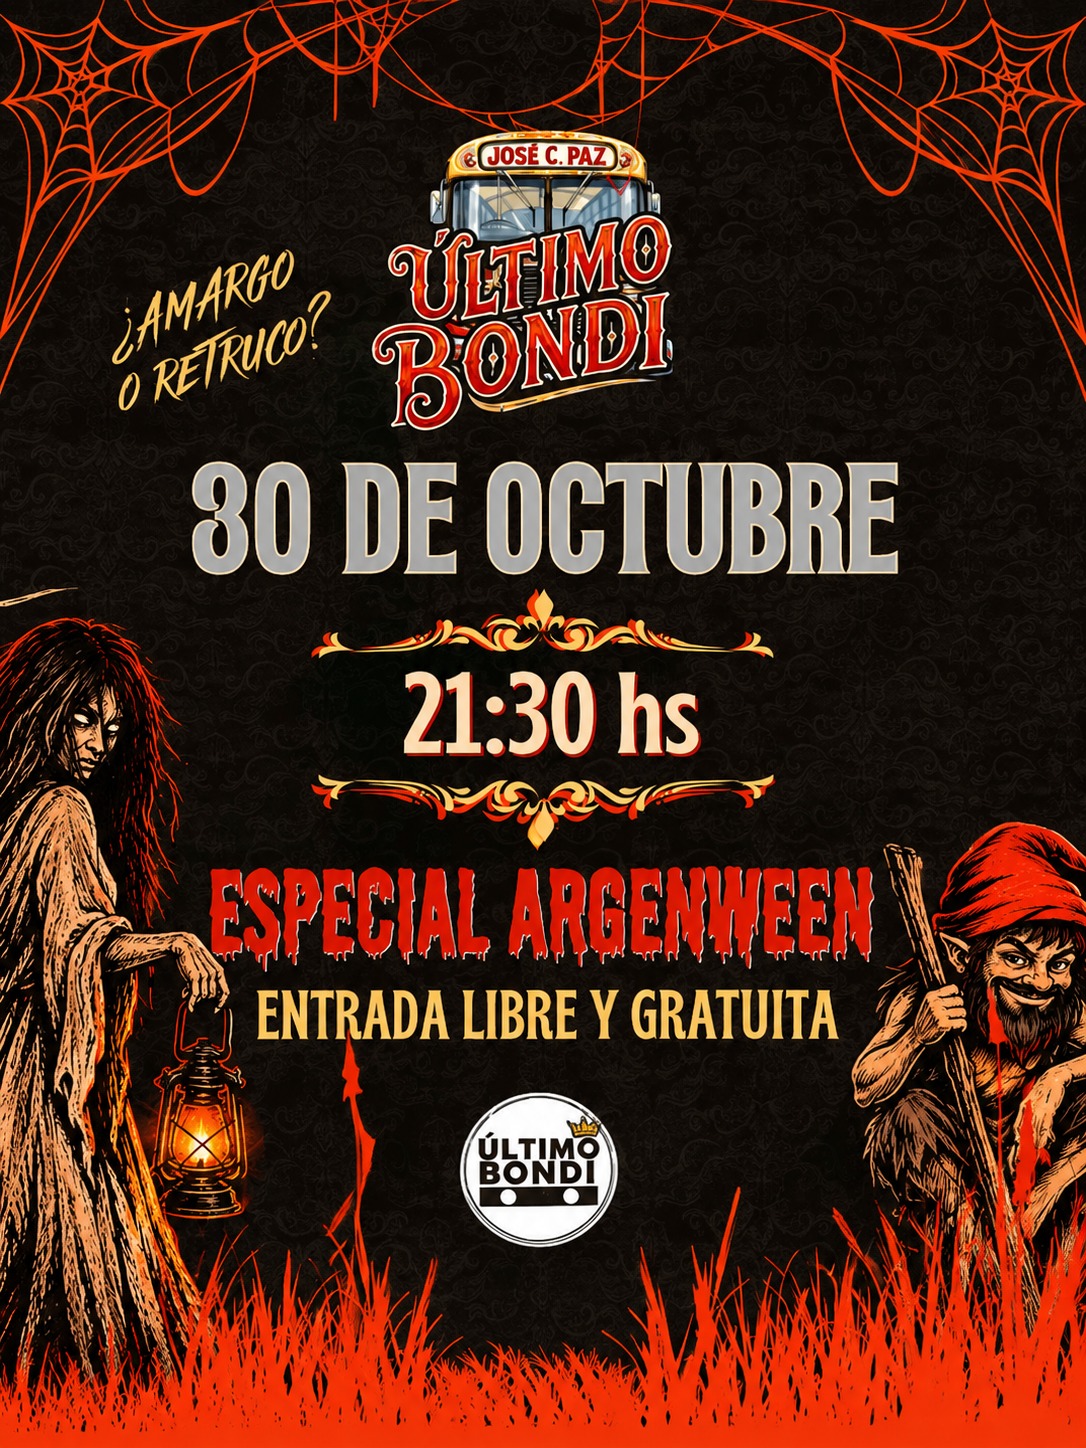 JOSÉ C. PAZ
ÚLTIMO
BONDI
¿AMARGO
O RETRUCO?
30 DE OCTUBRE
21:30 hs
ESPECIAL ARGENWEEN
ENTRADA LIBRE Y GRATUITA
ÚLTIMO
BONDI